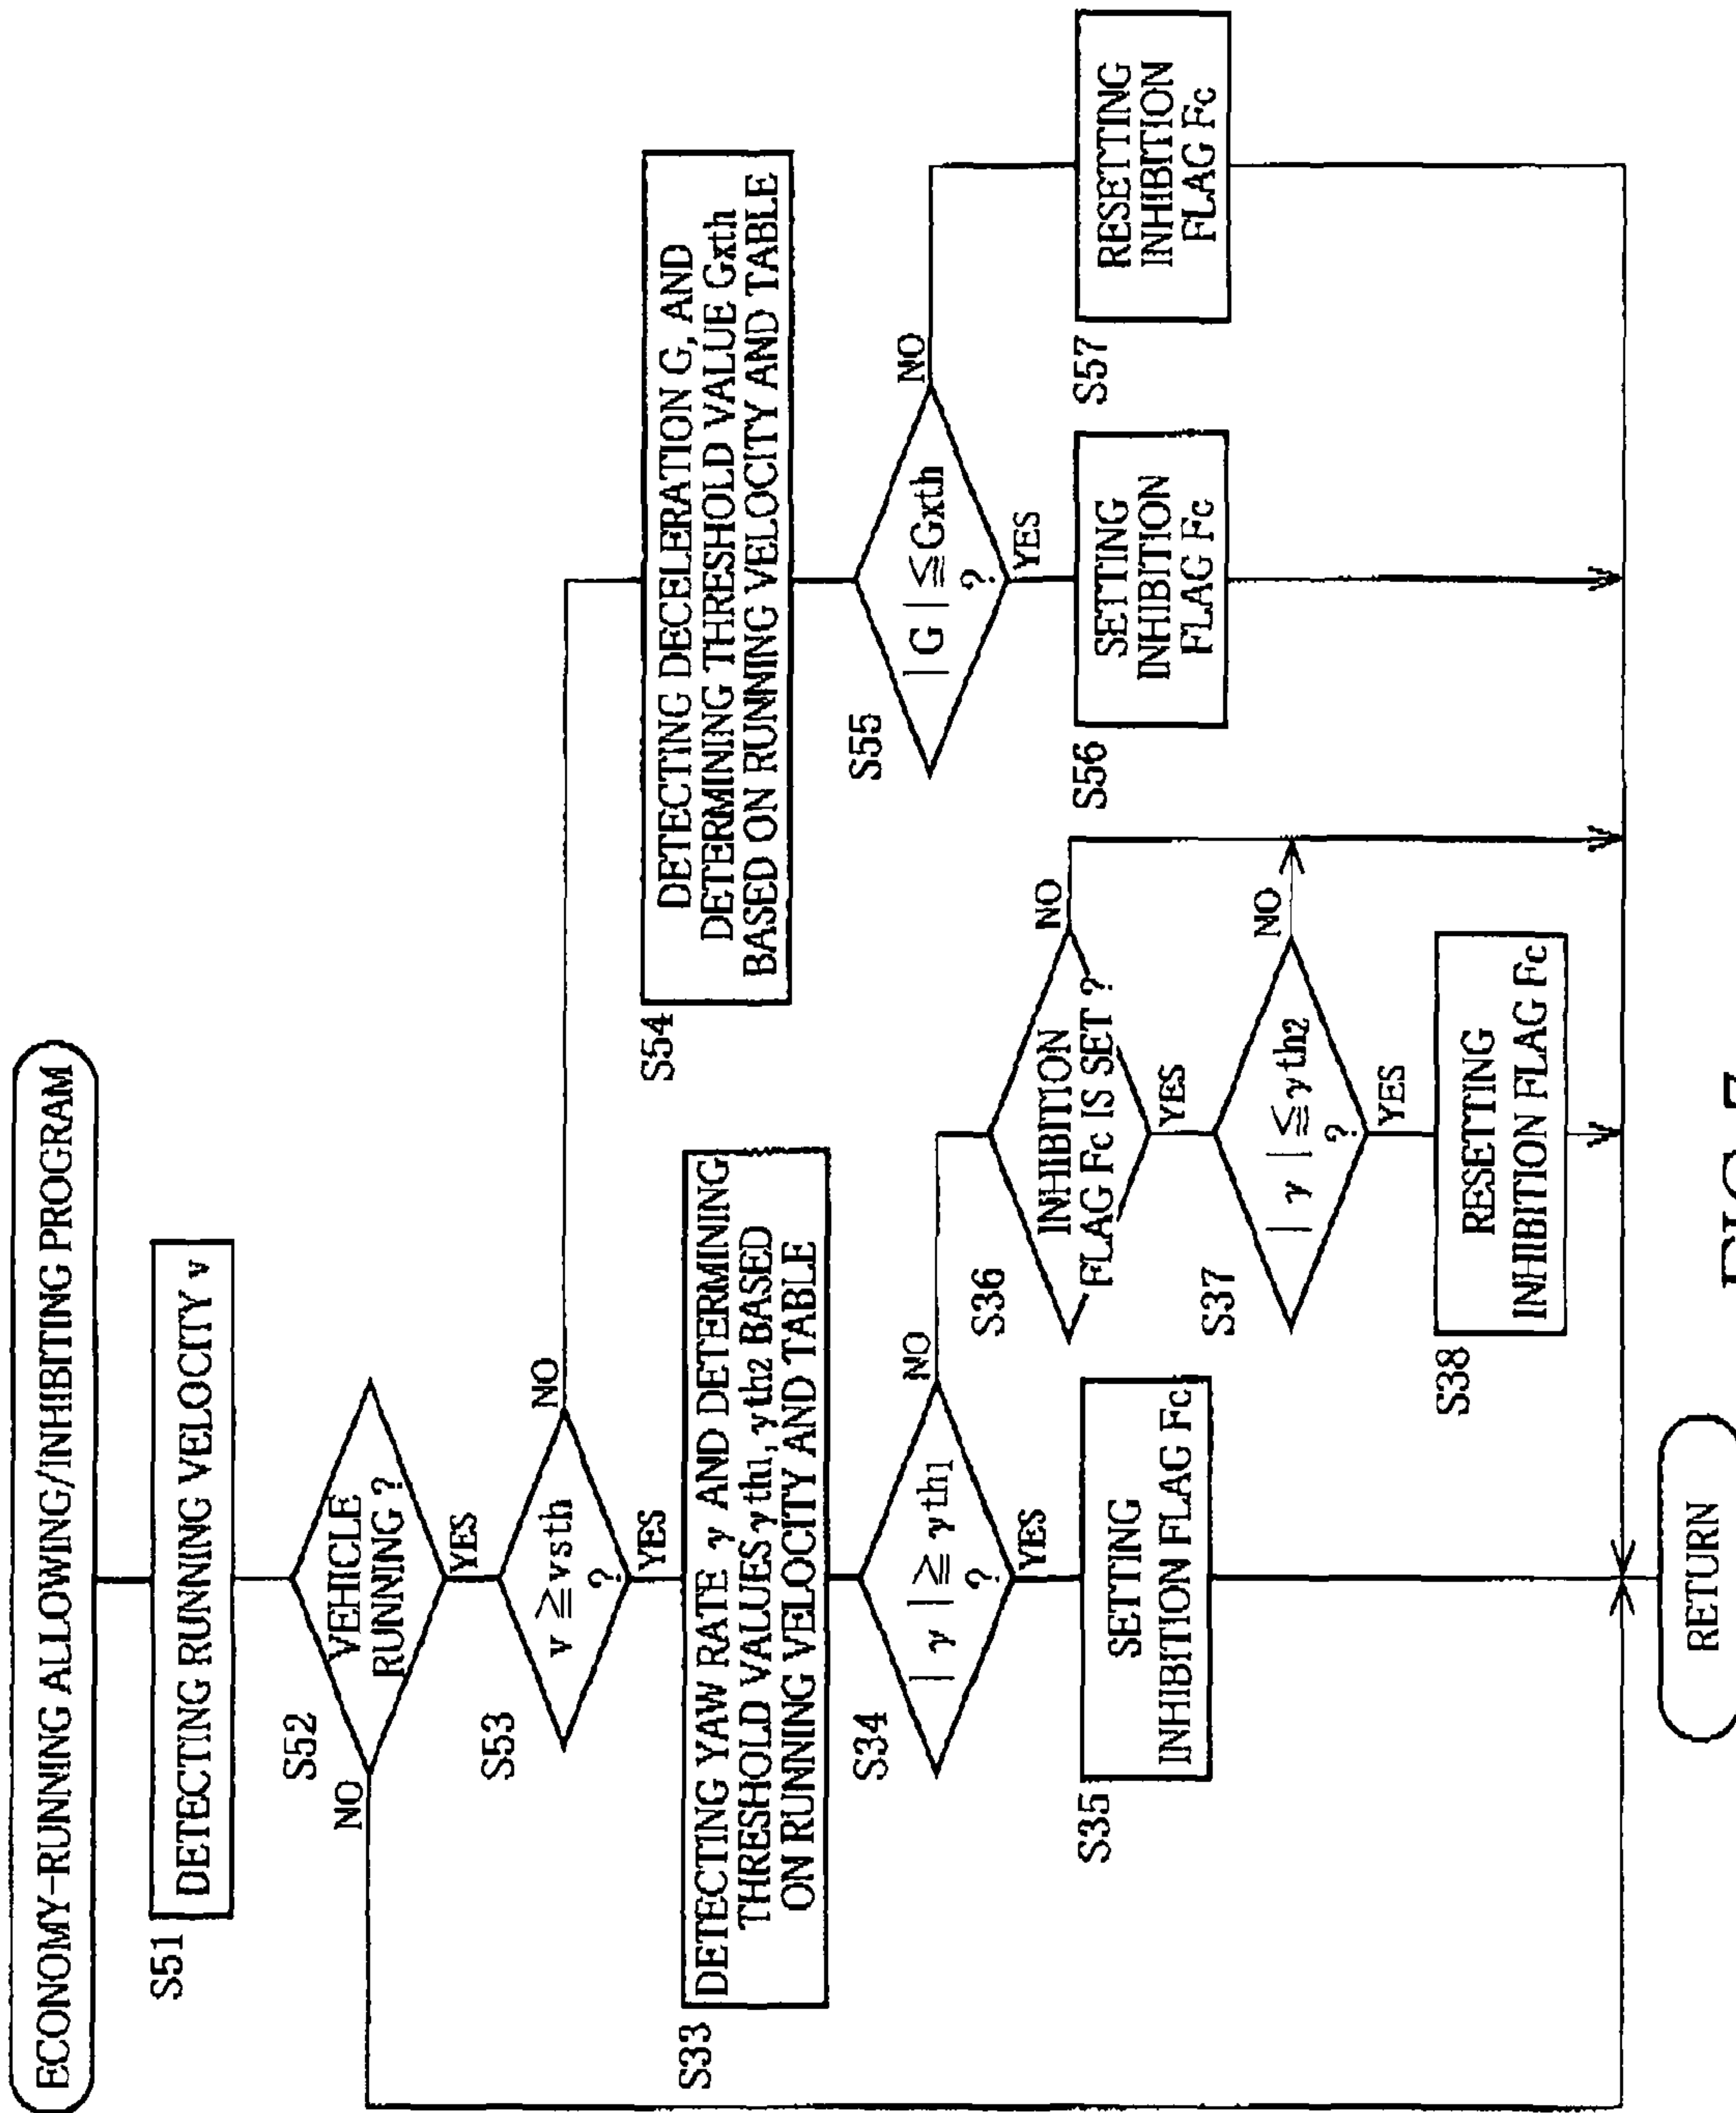 ECONOMY-RUNNING ALLOWING/INHIBITING PROGRAM
S51
DETECTING RUNNING VELOCITY v
S52
VEHICLE
RUNNING ?
NO
YES
S53
v ≧ vsth
?
NO
YES
S33
DETECTING YAW RATE γ AND DETERMINING
THRESHOLD VALUES γth1, γth2 BASED
ON RUNNING VELOCITY AND TABLE
S34
| γ | ≧ γth1
?
NO
YES
S35
SETTING
INHIBITION FLAG Fc
S36
INHIBITION
FLAG Fc IS SET ?
NO
YES
S37
| γ | ≦ γth2
?
NO
YES
S38
RESETTING
INHIBITION FLAG Fc
S54
DETECTING DECELERATION G, AND
DETERMINING THRESHOLD VALUE Gxth
BASED ON RUNNING VELOCITY AND TABLE
S55
| G | ≦ Gxth
?
NO
YES
S56
SETTING
INHIBITION
FLAG Fc
S57
RESETTING
INHIBITION
FLAG Fc
RETURN